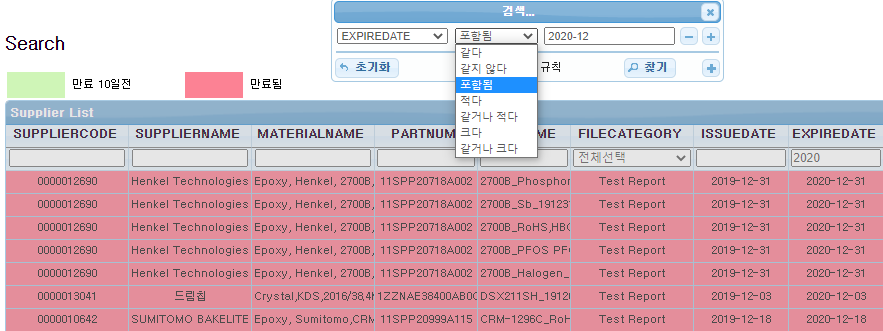 검색...
EXPIREDATE 포함됨 2020-12
같다
같지 않다
포함됨
적다
같거나 적다
크다
같거나 크다
초기화 규칙 찾기
Search
만료 10일전 만료됨
Supplier List
SUPPLIERCODE SUPPLIERNAME MATERIALNAME PARTNUM ME FILECATEGORY ISSUEDATE EXPIREDATE
전체선택 2020
0000012690 Henkel Technologies Epoxy, Henkel, 2700B, 11SPP20718A002 2700B_Phosphor Test Report 2019-12-31 2020-12-31
0000012690 Henkel Technologies Epoxy, Henkel, 2700B, 11SPP20718A002 2700B_Sb_19123 Test Report 2019-12-31 2020-12-31
0000012690 Henkel Technologies Epoxy, Henkel, 2700B, 11SPP20718A002 2700B_RoHS,HBC Test Report 2019-12-31 2020-12-31
0000012690 Henkel Technologies Epoxy, Henkel, 2700B, 11SPP20718A002 2700B_PFOS PF Test Report 2019-12-31 2020-12-31
0000012690 Henkel Technologies Epoxy, Henkel, 2700B, 11SPP20718A002 2700B_Halogen_ Test Report 2019-12-31 2020-12-31
0000013041 드림칩 Crystal,KDS,2016/38,4 1ZZNAE38400AB0 DSX211SH_1912 Test Report 2019-12-03 2020-12-03
0000010642 SUMITOMO BAKELITE Epoxy, Sumitomo,CRM 11SPP20999A115 CRM-1296C_RoH Test Report 2019-12-18 2020-12-18